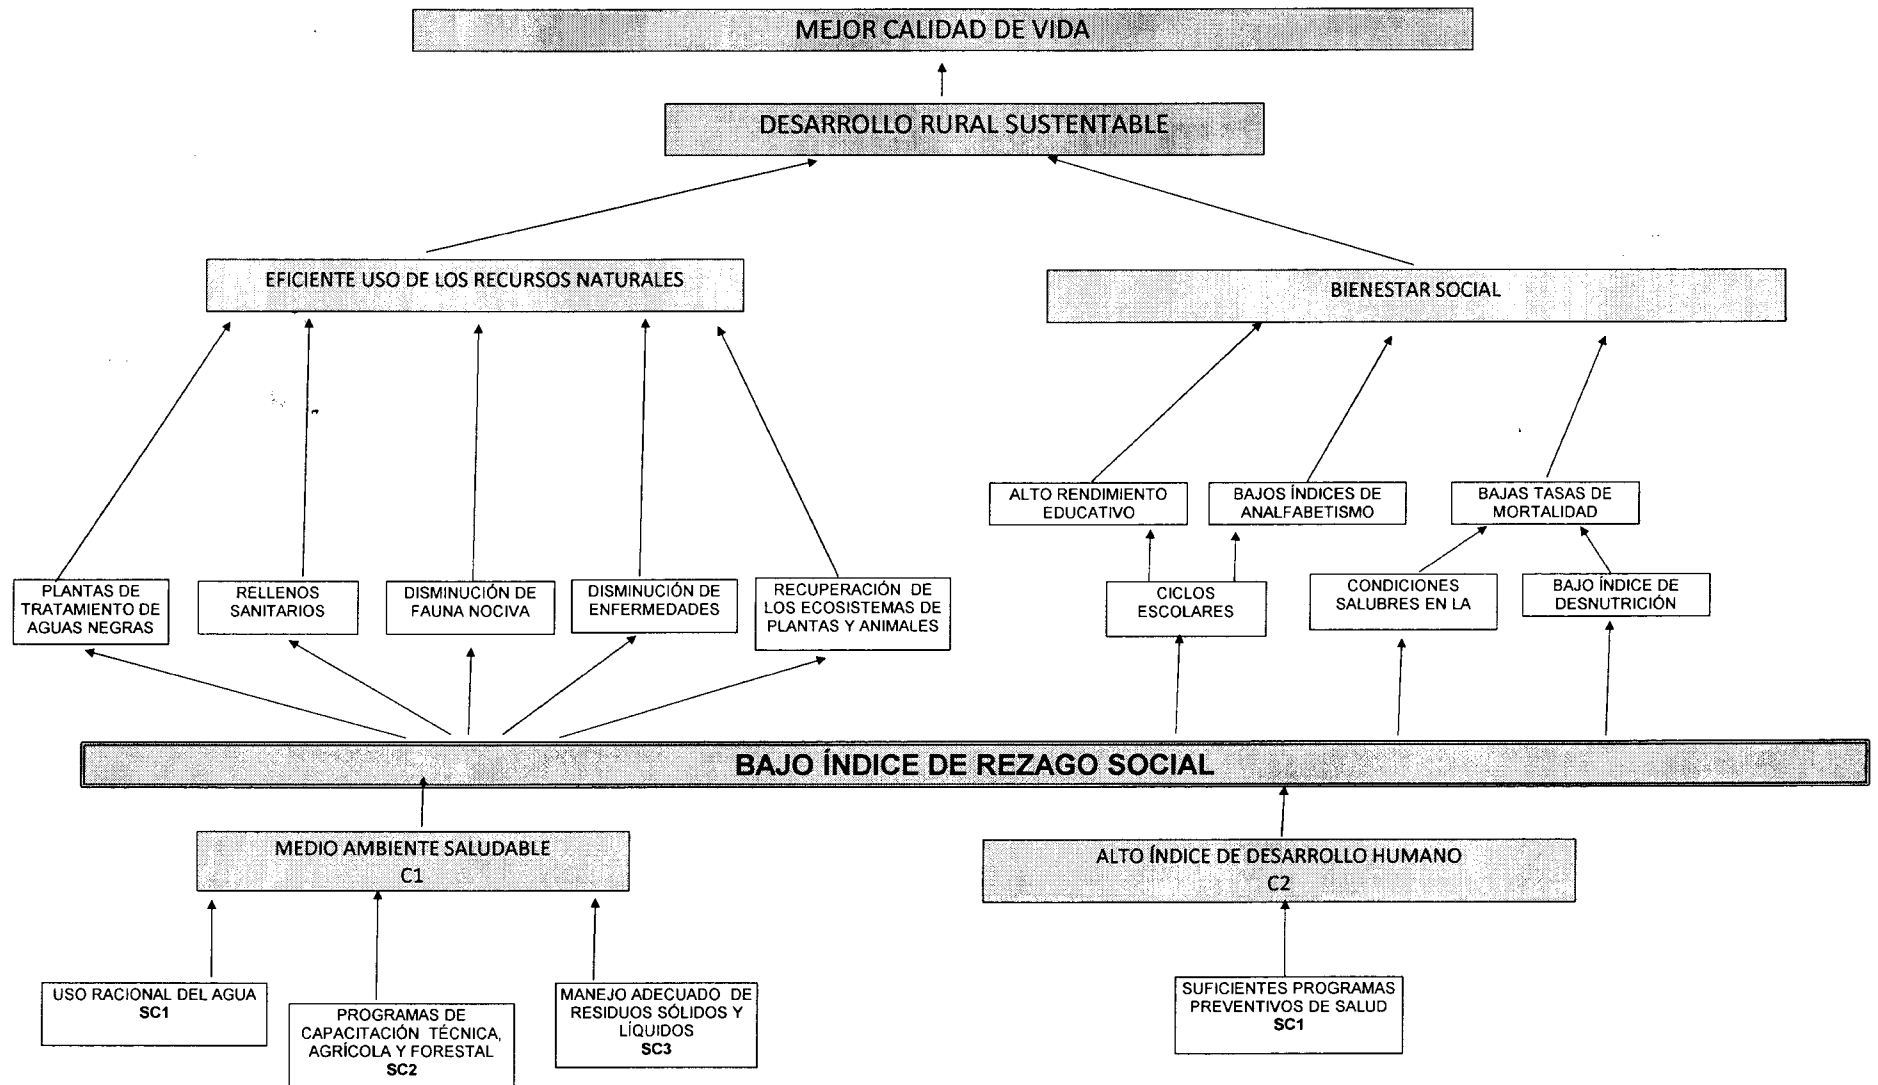 MEJOR CALIDAD DE VIDA
DESARROLLO RURAL SUSTENTABLE
EFICIENTE USO DE LOS RECURSOS NATURALES
BIENESTAR SOCIAL
ALTO RENDIMIENTO
EDUCATIVO
BAJOS ÍNDICES DE
ANALFABETISMO
BAJAS TASAS DE
MORTALIDAD
PLANTAS DE
TRATAMIENTO DE
AGUAS NEGRAS
RELLENOS
SANITARIOS
DISMINUCIÓN DE
FAUNA NOCIVA
DISMINUCIÓN DE
ENFERMEDADES
RECUPERACIÓN DE
LOS ECOSISTEMAS DE
PLANTAS Y ANIMALES
CICLOS
ESCOLARES
CONDICIONES
SALUBRES EN LA
BAJO ÍNDICE DE
DESNUTRICIÓN
BAJO ÍNDICE DE REZAGO SOCIAL
MEDIO AMBIENTE SALUDABLE
C1
ALTO ÍNDICE DE DESARROLLO HUMANO
C2
USO RACIONAL DEL AGUA
SC1
PROGRAMAS DE
CAPACITACIÓN TÉCNICA,
AGRÍCOLA Y FORESTAL
SC2
MANEJO ADECUADO DE
RESIDUOS SÓLIDOS Y
LÍQUIDOS
SC3
SUFICIENTES PROGRAMAS
PREVENTIVOS DE SALUD
SC1